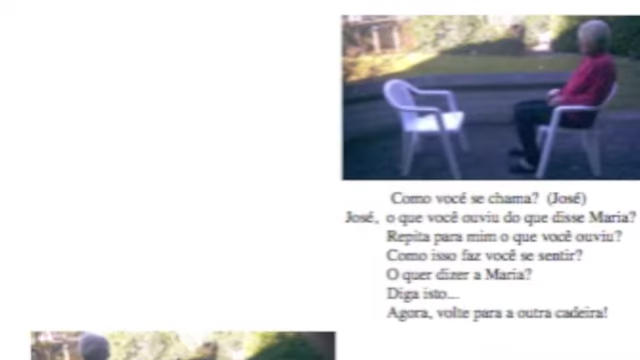 Como você se chama? (José)
José, o que você ouviu do que disse Maria?
Repita para mim o que você ouviu?
Como isso faz você se sentir?
O quer dizer a Maria?
Diga isto...
Agora, volte para a outra cadeira!